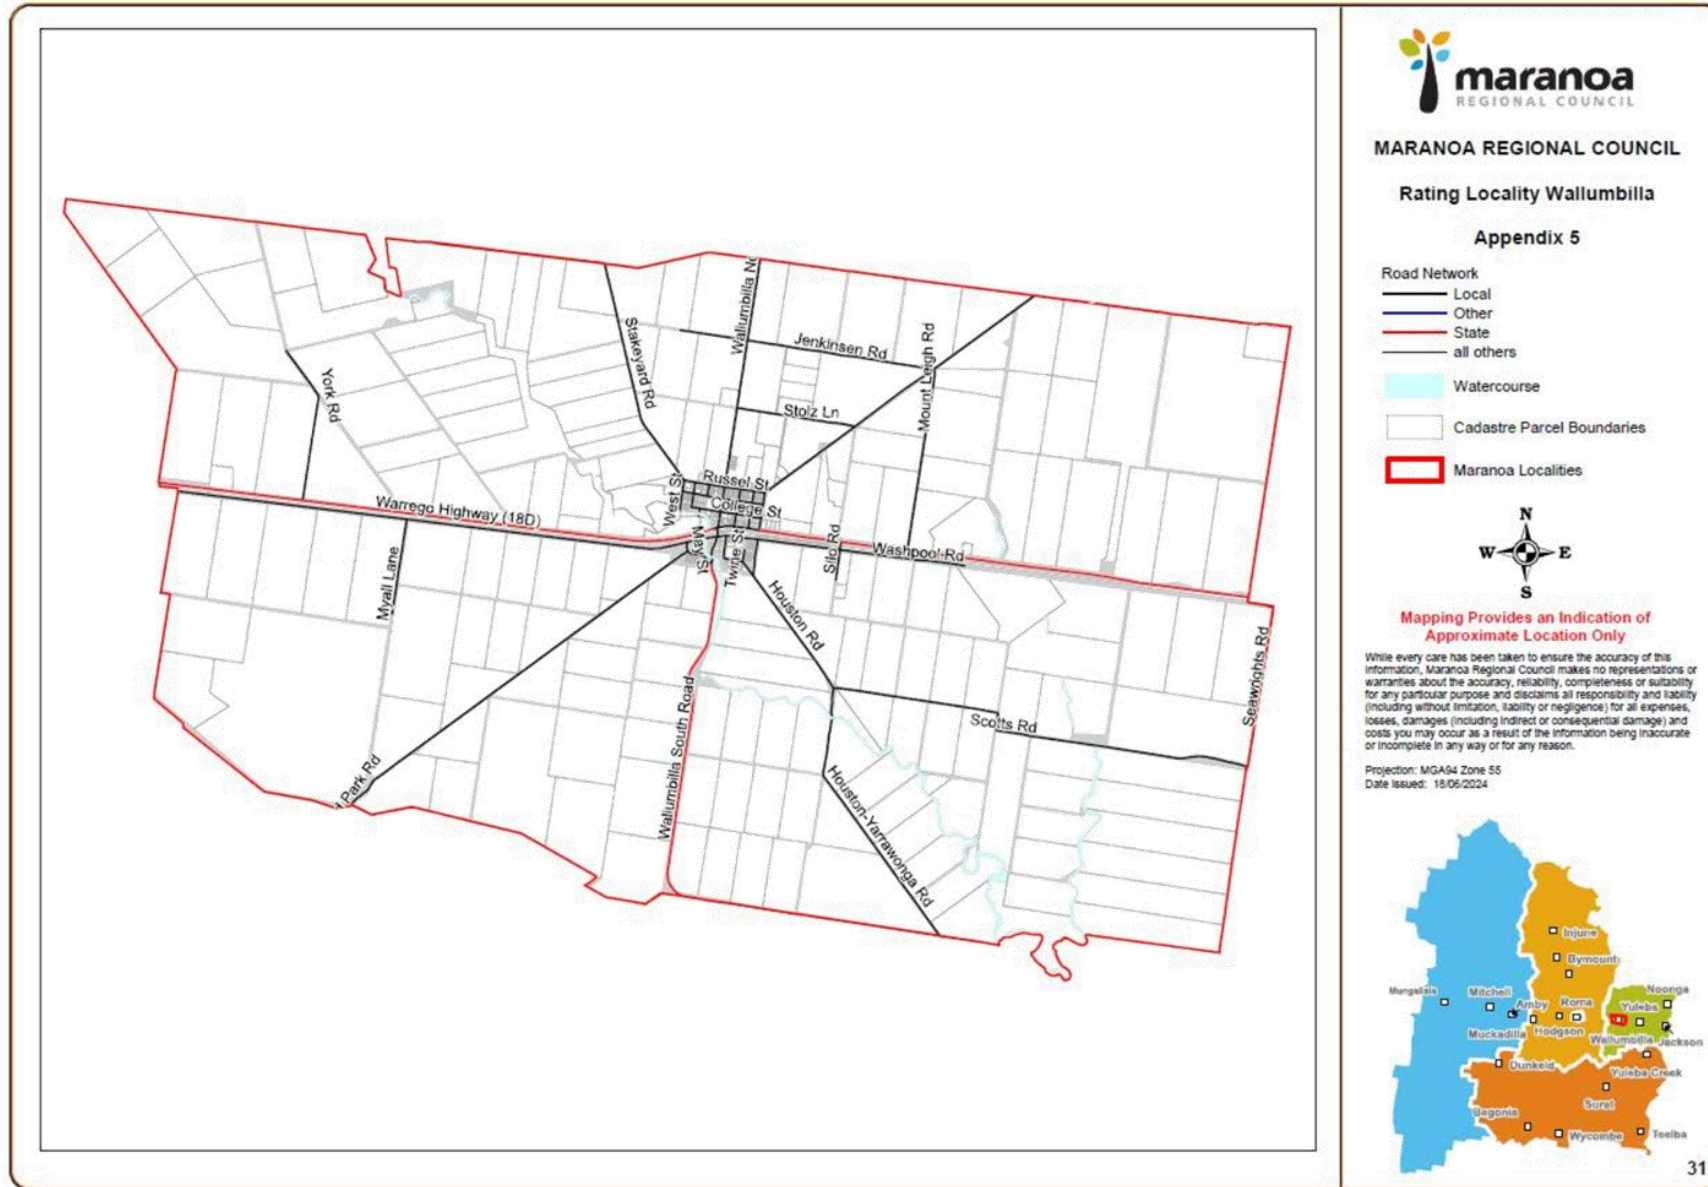 Wallumbilla No
Jenkinsen Rd
Stakeyard Rd
Mount Leigh Rd
York Rd
Stolz Ln
Russel St
West St
College St
Warrego Highway (18D)
May St
Twine St
Silo Rd
Washpool Rd
Myall Lane
Houston Rd
Seawrights Rd
Scotts Rd
Wallumbilla South Road
Park Rd
Houston-Yarrawonga Rd
maranoa
REGIONAL COUNCIL
MARANOA REGIONAL COUNCIL
Rating Locality Wallumbilla
Appendix 5
Road Network
Local
Other
State
all others
Watercourse
Cadastre Parcel Boundaries
Maranoa Localities
N
W E
S
Mapping Provides an Indication of
Approximate Location Only
While every care has been taken to ensure the accuracy of this
information, Maranoa Regional Council makes no representations or
warranties about the accuracy, reliability, completeness or suitability
for any particular purpose and disclaims all responsibility and liability
(including without limitation, liability or negligence) for all expenses,
losses, damages (including indirect or consequential damage) and
costs you may occur as a result of the information being inaccurate
or incomplete in any way or for any reason.
Projection: MGA94 Zone 55
Date Issued: 18/06/2024
Injune
Bymount
Mungallala
Mitchell
Amby
Roma
Noonga
Yuleba
Muckadilla
Hodgson
Wallumbilla
Jackson
Dunkeld
Yuleba Creek
Surat
Begonia
Wycombe
Teelba
31